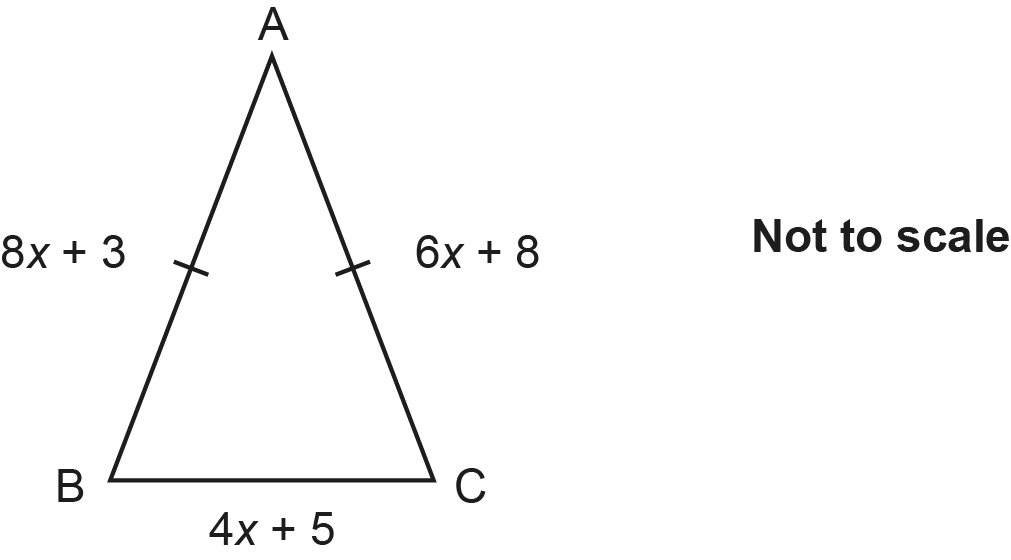 A
8x + 3
6x + 8
Not to scale
B
C
4x + 5